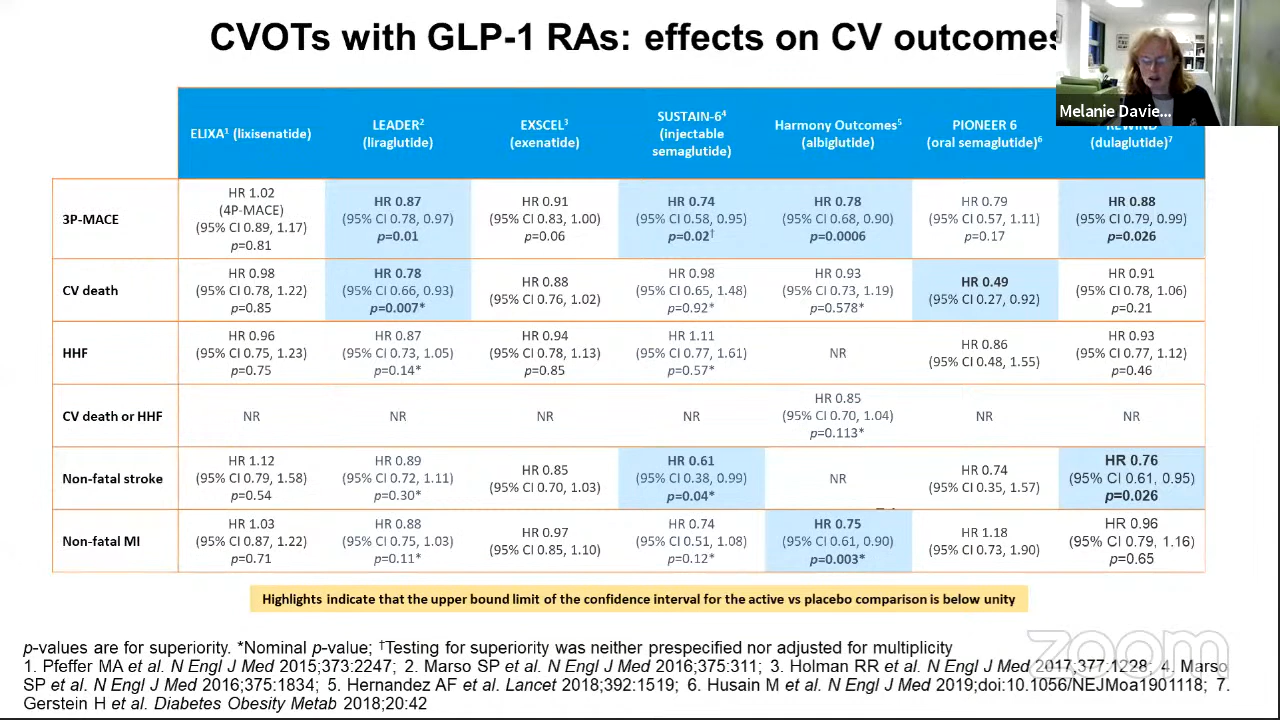 CVOTs with GLP-1 RAs: effects on CV outcomes
Melanie Davie...
ELIXA1 (lixisenatide)
LEADER2
(liraglutide)
EXSCEL3
(exenatide)
SUSTAIN-64
(injectable
semaglutide)
Harmony Outcomes5
(albiglutide)
PIONEER 6
(oral semaglutide)6
REWIND
(dulaglutide)7
3P-MACE
HR 1.02
(4P-MACE)
(95% CI 0.89, 1.17)
p=0.81
HR 0.87
(95% CI 0.78, 0.97)
p=0.01
HR 0.91
(95% CI 0.83, 1.00)
p=0.06
HR 0.74
(95% CI 0.58, 0.95)
p=0.02†
HR 0.78
(95% CI 0.68, 0.90)
p=0.0006
HR 0.79
(95% CI 0.57, 1.11)
p=0.17
HR 0.88
(95% CI 0.79, 0.99)
p=0.026
CV death
HR 0.98
(95% CI 0.78, 1.22)
p=0.85
HR 0.78
(95% CI 0.66, 0.93)
p=0.007*
HR 0.88
(95% CI 0.76, 1.02)
HR 0.98
(95% CI 0.65, 1.48)
p=0.92*
HR 0.93
(95% CI 0.73, 1.19)
p=0.578*
HR 0.49
(95% CI 0.27, 0.92)
HR 0.91
(95% CI 0.78, 1.06)
p=0.21
HHF
HR 0.96
(95% CI 0.75, 1.23)
p=0.75
HR 0.87
(95% CI 0.73, 1.05)
p=0.14*
HR 0.94
(95% CI 0.78, 1.13)
p=0.85
HR 1.11
(95% CI 0.77, 1.61)
p=0.57*
NR
HR 0.86
(95% CI 0.48, 1.55)
HR 0.93
(95% CI 0.77, 1.12)
p=0.46
CV death or HHF
NR
NR
NR
NR
HR 0.85
(95% CI 0.70, 1.04)
p=0.113*
NR
NR
Non-fatal stroke
HR 1.12
(95% CI 0.79, 1.58)
p=0.54
HR 0.89
(95% CI 0.72, 1.11)
p=0.30*
HR 0.85
(95% CI 0.70, 1.03)
HR 0.61
(95% CI 0.38, 0.99)
p=0.04*
NR
HR 0.74
(95% CI 0.35, 1.57)
HR 0.76
(95% CI 0.61, 0.95)
p=0.026
Non-fatal MI
HR 1.03
(95% CI 0.87, 1.22)
p=0.71
HR 0.88
(95% CI 0.75, 1.03)
p=0.11*
HR 0.97
(95% CI 0.85, 1.10)
HR 0.74
(95% CI 0.51, 1.08)
p=0.12*
HR 0.75
(95% CI 0.61, 0.90)
p=0.003*
HR 1.18
(95% CI 0.73, 1.90)
HR 0.96
(95% CI 0.79, 1.16)
p=0.65
Highlights indicate that the upper bound limit of the confidence interval for the active vs placebo comparison is below unity
p-values are for superiority. *Nominal p-value; †Testing for superiority was neither prespecified nor adjusted for multiplicity
1. Pfeffer MA et al. N Engl J Med 2015;373:2247; 2. Marso SP et al. N Engl J Med 2016;375:311; 3. Holman RR et al. N Engl J Med 2017;377:1228; 4. Marso
SP et al. N Engl J Med 2016;375:1834; 5. Hernandez AF et al. Lancet 2018;392:1519; 6. Husain M et al. N Engl J Med 2019;doi:10.1056/NEJMoa1901118; 7.
Gerstein H et al. Diabetes Obesity Metab 2018;20:42
zoom